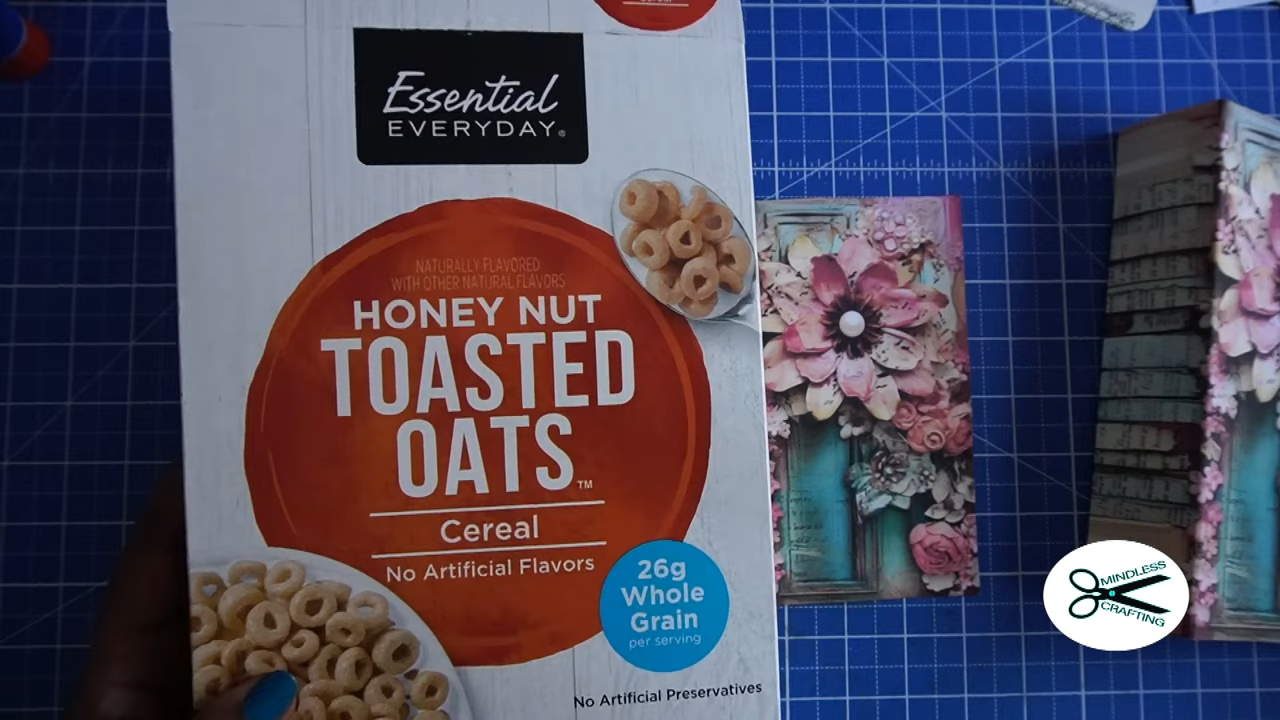 Essential
EVERYDAY®
NATURALLY FLAVORED
WITH OTHER NATURAL FLAVORS
HONEY NUT
TOASTED
OATS™
Cereal
No Artificial Flavors
26g
Whole
Grain
per serving
No Artificial Preservatives
MINDLESS
CRAFTING